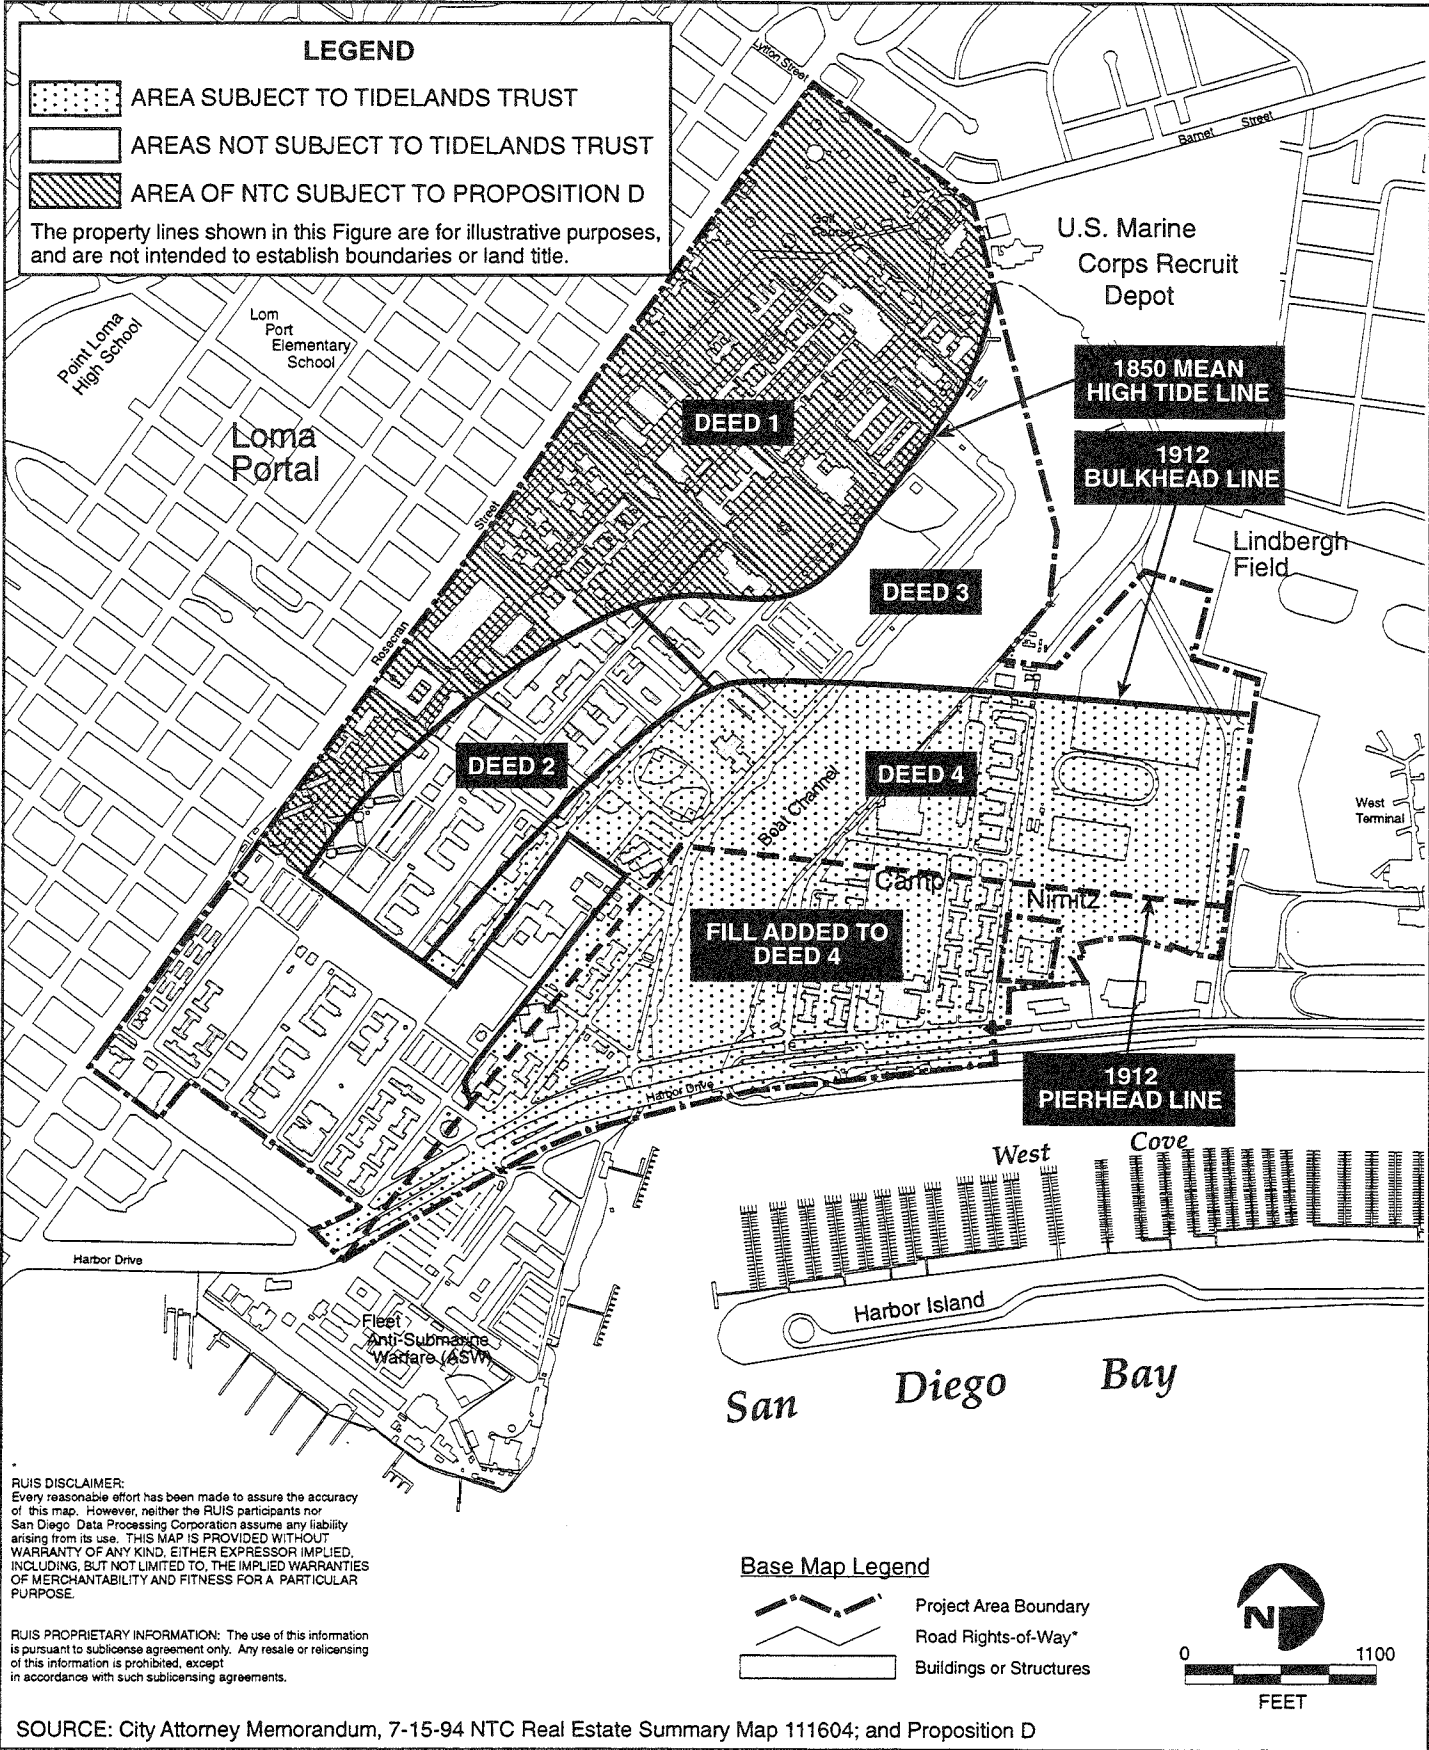 LEGEND
AREA SUBJECT TO TIDELANDS TRUST
AREAS NOT SUBJECT TO TIDELANDS TRUST
AREA OF NTC SUBJECT TO PROPOSITION D
The property lines shown in this Figure are for illustrative purposes,
and are not intended to establish boundaries or land title.
Lytton Street
Barnet Street
Golf
Course
U.S. Marine
Corps Recruit
Depot
Point Loma
High School
Lom
Port
Elementary
School
Loma
Portal
1850 MEAN
HIGH TIDE LINE
DEED 1
1912
BULKHEAD LINE
Street
Lindbergh
Field
DEED 3
Rosecran
DEED 2
DEED 4
Boat Channel
West
Terminal
Camp
Nimitz
FILL ADDED TO
DEED 4
Harbor Drive
1912
PIERHEAD LINE
West
Cove
Harbor Drive
Harbor Island
Fleet
Anti-Submarine
Warfare (ASW)
San Diego Bay
RUIS DISCLAIMER:
Every reasonable effort has been made to assure the accuracy
of this map. However, neither the RUIS participants nor
San Diego Data Processing Corporation assume any liability
arising from its use. THIS MAP IS PROVIDED WITHOUT
WARRANTY OF ANY KIND, EITHER EXPRESSOR IMPLIED,
INCLUDING, BUT NOT LIMITED TO, THE IMPLIED WARRANTIES
OF MERCHANTABILITY AND FITNESS FOR A PARTICULAR
PURPOSE.
RUIS PROPRIETARY INFORMATION: The use of this information
is pursuant to sublicense agreement only. Any resale or relicensing
of this information is prohibited, except
in accordance with such sublicensing agreements.
Base Map Legend
Project Area Boundary
Road Rights-of-Way*
Buildings or Structures
N
0 1100
FEET
SOURCE: City Attorney Memorandum, 7-15-94 NTC Real Estate Summary Map 111604; and Proposition D